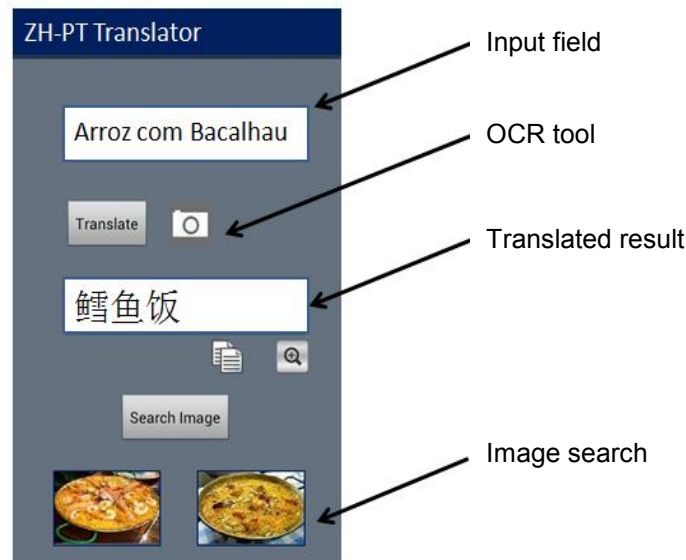 ZH-PT Translator
Input field
Arroz com Bacalhau
OCR tool
Translate
Translated result
鳕鱼饭
Search Image
Image search